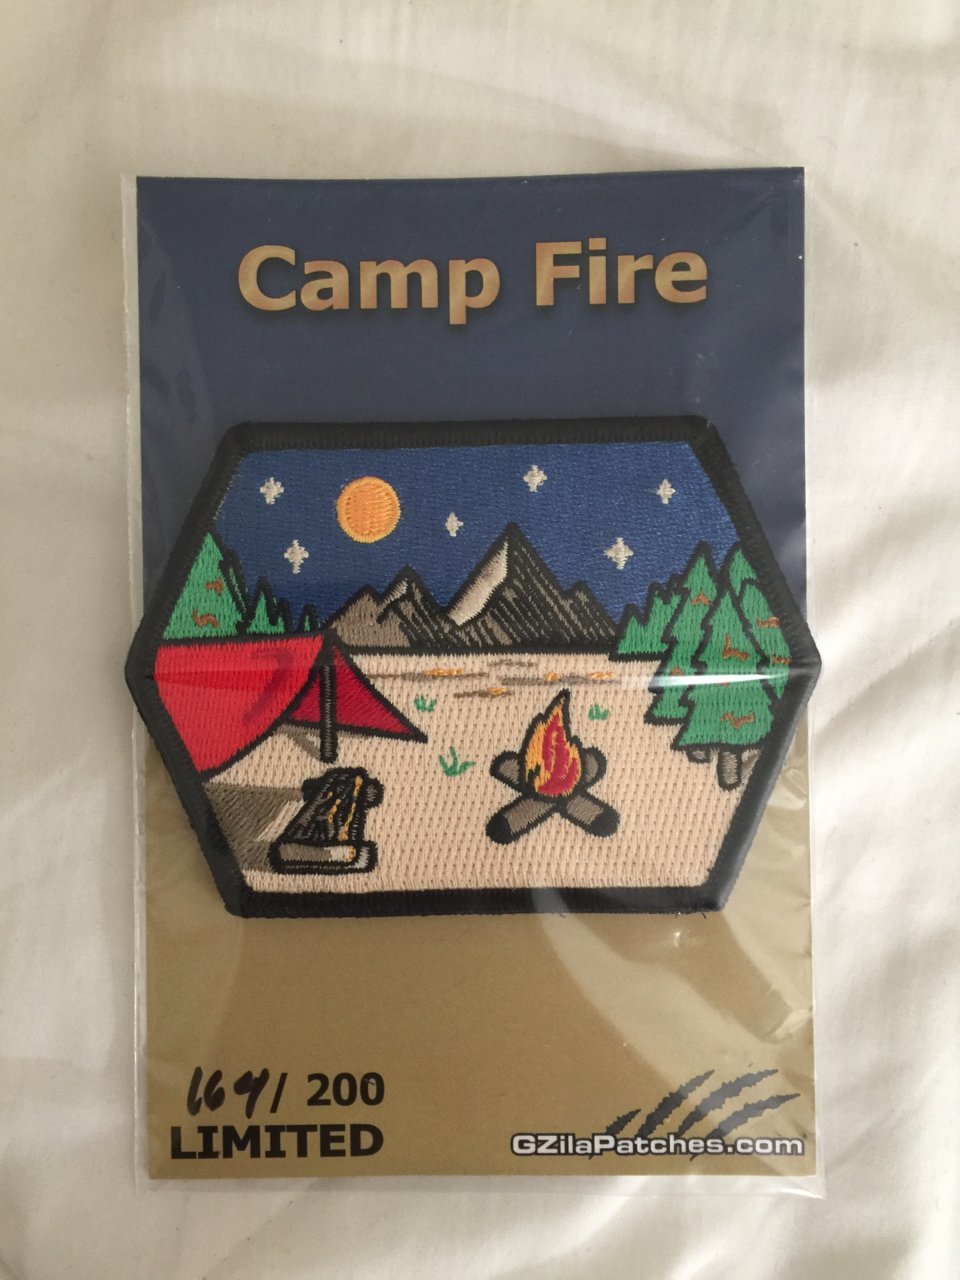 Camp Fire
164/ 200
LIMITED
GZilaPatches.com